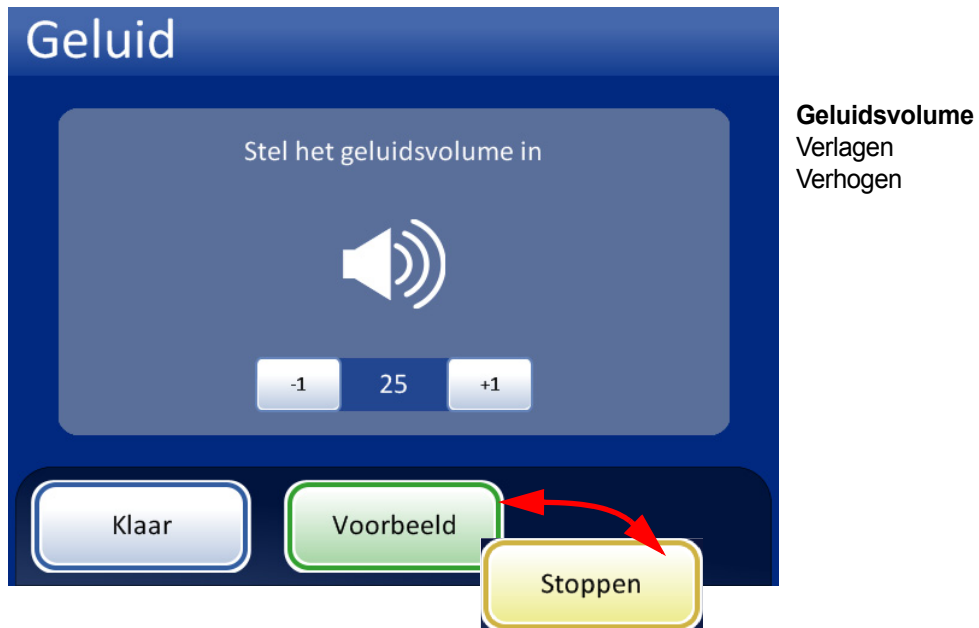 Geluid
Stel het geluidsvolume in
-1 25 +1
Klaar Voorbeeld
Stoppen
Geluidsvolume
Verlagen
Verhogen